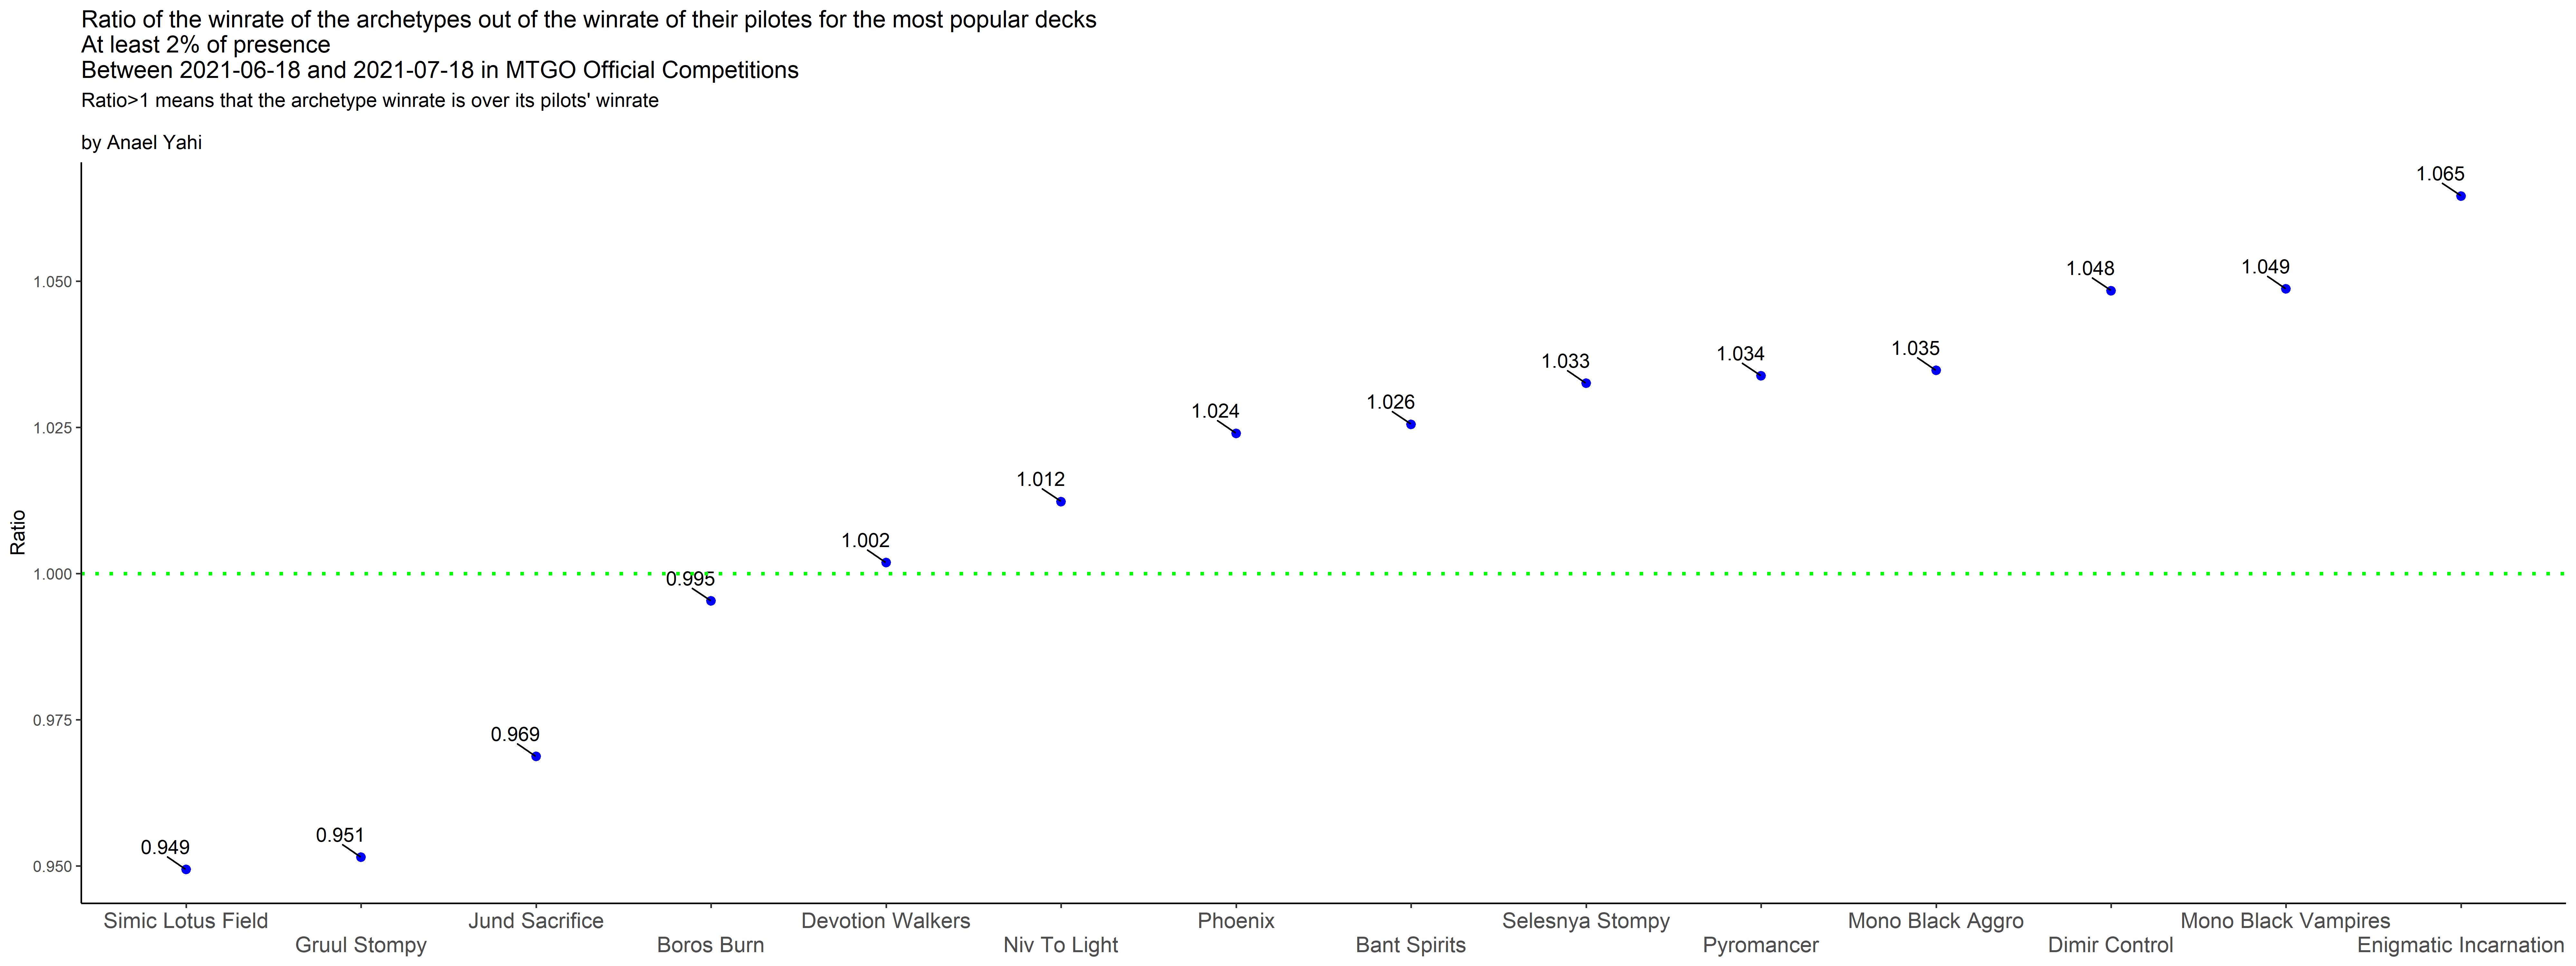 Ratio of the winrate of the archetypes out of the winrate of their pilotes for the most popular decks
At least 2% of presence
Between 2021-06-18 and 2021-07-18 in MTGO Official Competitions
Ratio>1 means that the archetype winrate is over its pilots' winrate
by Anael Yahi
1.065
1.050
1.049
1.048
1.035
1.034
1.033
1.026
1.025
1.024
1.012
1.002
Ratio
1.000
0.995
0.975
0.969
0.951
0.949
0.950
Simic Lotus Field
Gruul Stompy
Jund Sacrifice
Boros Burn
Devotion Walkers
Niv To Light
Phoenix
Bant Spirits
Selesnya Stompy
Pyromancer
Mono Black Aggro
Dimir Control
Mono Black Vampires
Enigmatic Incarnation